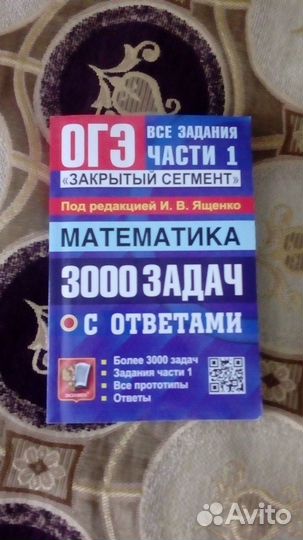 ОГЭ
ВСЕ ЗАДАНИЯ
ЧАСТИ 1
«ЗАКРЫТЫЙ СЕГМЕНТ»
Под редакцией И. В. Ященко
МАТЕМАТИКА
3000 ЗАДАЧ
С ОТВЕТАМИ
Более 3000 задач
Задания части 1
Все прототипы
Ответы
ЭКЗАМЕН
Avito